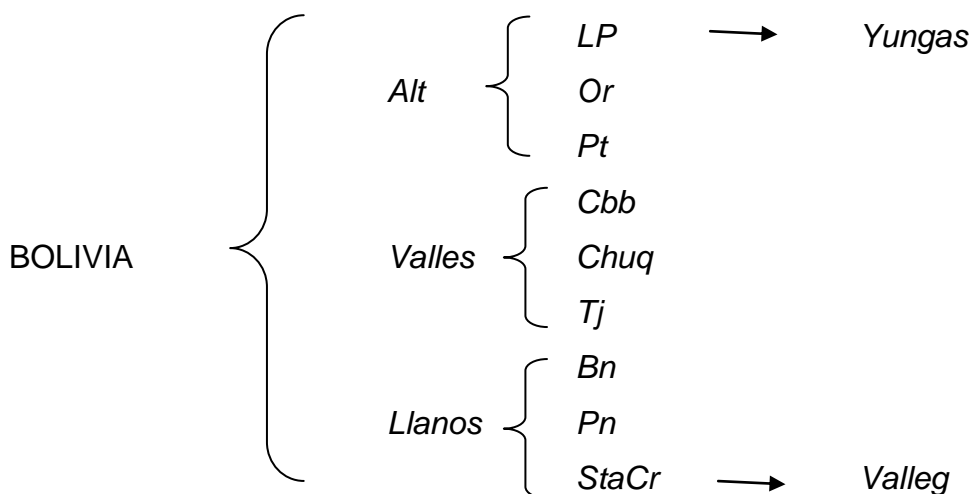 LP Yungas
Alt Or
Pt
Cbb
BOLIVIA Valles Chuq
Tj
Bn
Llanos Pn
StaCr Valleg